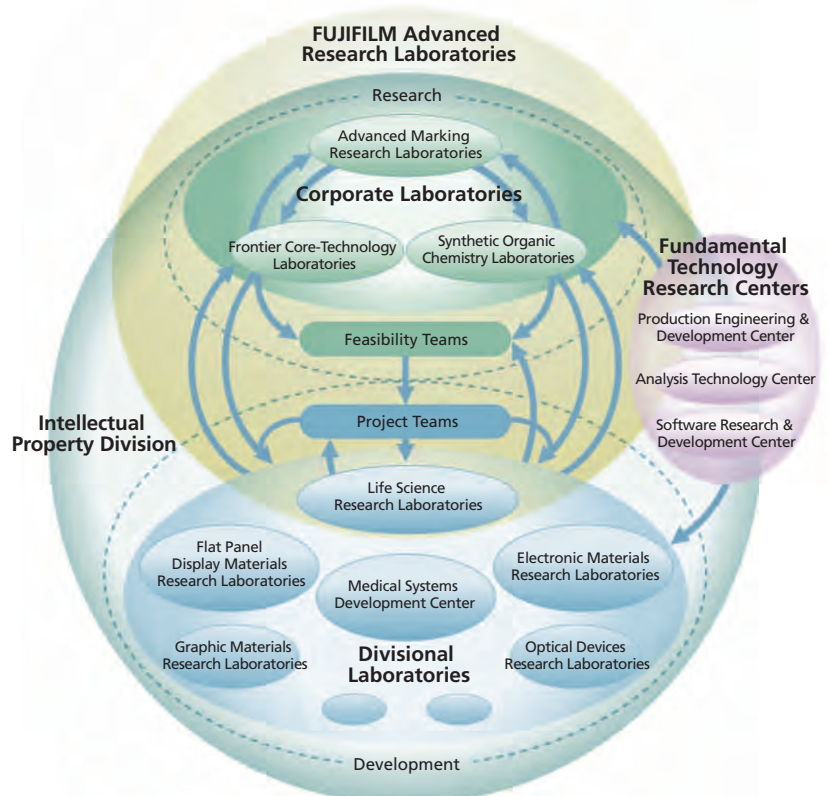 FUJIFILM Advanced
Research Laboratories
Research
Advanced Marking
Research Laboratories
Corporate Laboratories
Frontier Core-Technology
Laboratories
Synthetic Organic
Chemistry Laboratories
Fundamental
Technology
Research Centers
Production Engineering &
Development Center
Analysis Technology Center
Software Research &
Development Center
Feasibility Teams
Intellectual
Property Division
Project Teams
Life Science
Research Laboratories
Flat Panel
Display Materials
Research Laboratories
Medical Systems
Development Center
Electronic Materials
Research Laboratories
Graphic Materials
Research Laboratories
Divisional
Laboratories
Optical Devices
Research Laboratories
Development